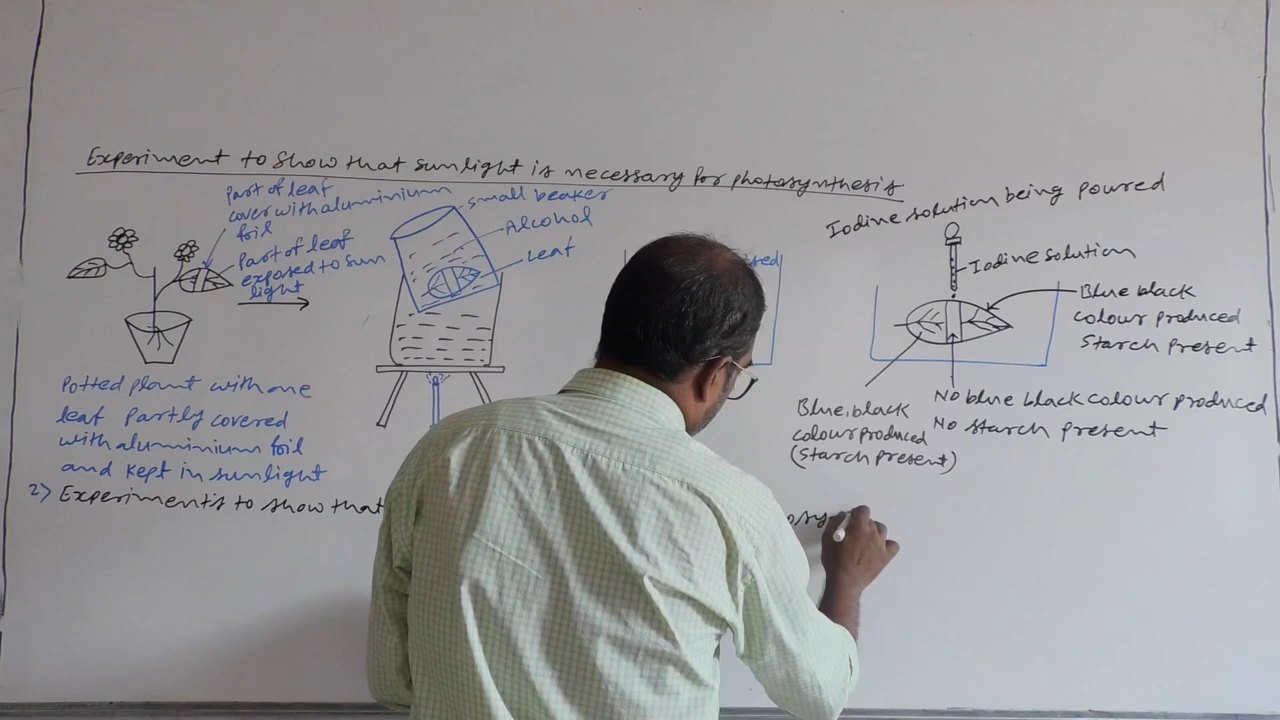 Experiment to show that sunlight is necessary for photosynthesis
Part of leaf
cover with aluminium
foil
Part of leaf
exposed to sun
light
small beaker
Alcohol
Leaf
Iodine solution being poured
Iodine solution
Blue black
colour produced
Starch present
Potted plant with one
leaf partly covered
with aluminium foil
and kept in sunlight
Blue, black
colour produced
(Starch present)
No blue black colour produced
No starch present
2) Experiments to show that